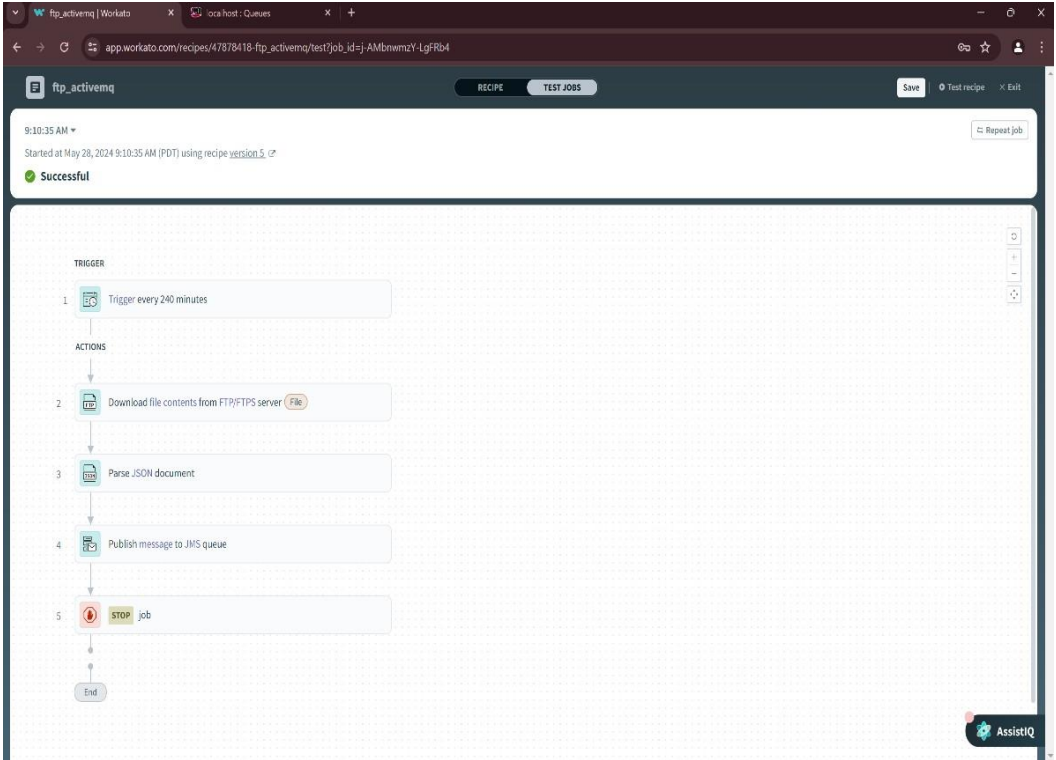 ftp_activemq | Workato
localhost : Queues
app.workato.com/recipes/47878418-ftp_activemq/test?job_id=j-AMbnwmzY-LgFRb4
ftp_activemq
RECIPE
TEST JOBS
Save
Test recipe
Exit
9:10:35 AM
Repeat job
Started at May 28, 2024 9:10:35 AM (PDT) using recipe version 5
Successful
TRIGGER
1 Trigger every 240 minutes
ACTIONS
2 FTP Download file contents from FTP/FTPS server File
3 JSON Parse JSON document
4 Publish message to JMS queue
5 STOP job
End
AssistIQ